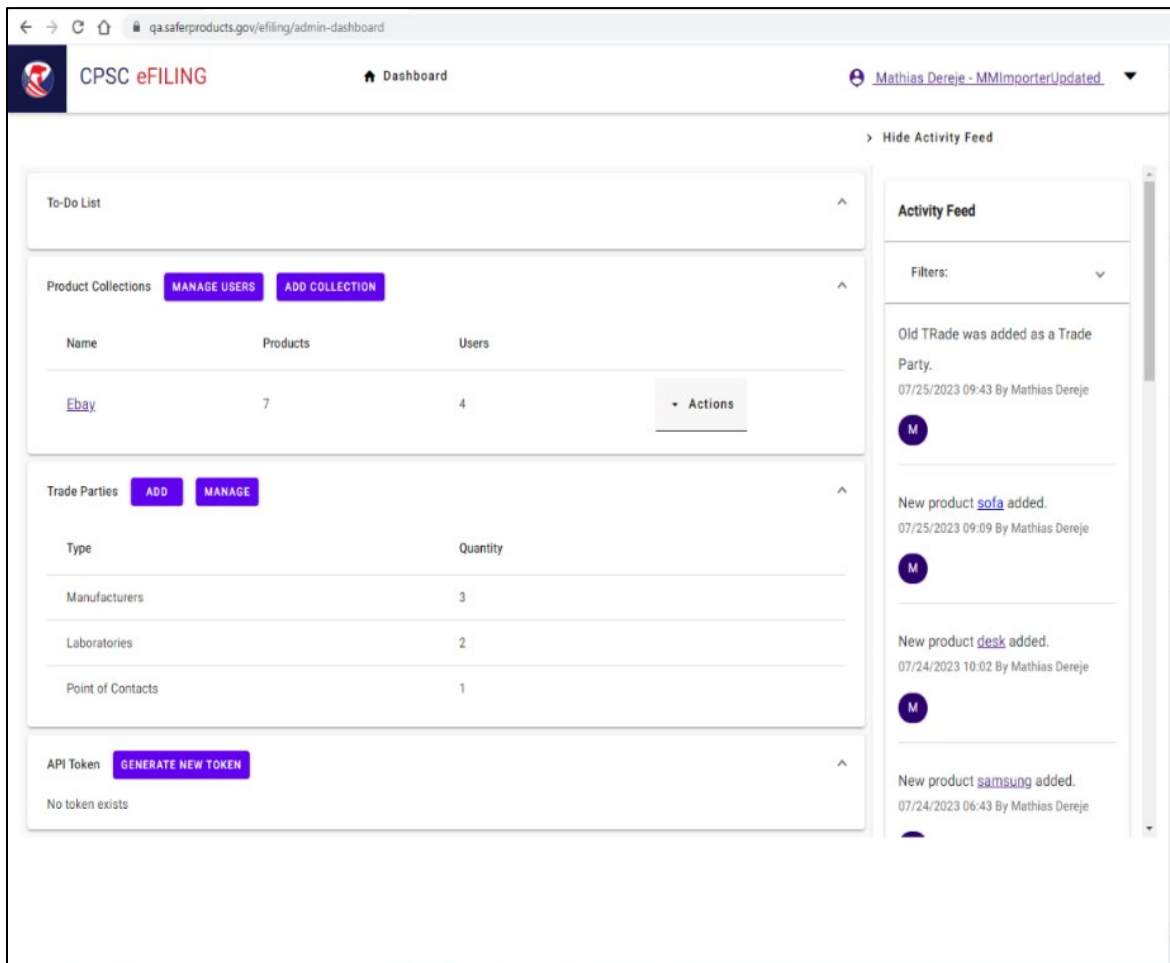 qa.saferproducts.gov/efiling/admin-dashboard
CPSC eFILING
Dashboard
Mathias Dereje - MMImporterUpdated
Hide Activity Feed
To-Do List
Product Collections MANAGE USERS ADD COLLECTION
Name Products Users
Ebay 7 4 Actions
Trade Parties ADD MANAGE
Type Quantity
Manufacturers 3
Laboratories 2
Point of Contacts 1
API Token GENERATE NEW TOKEN
No token exists
Activity Feed
Filters:
Old TRade was added as a Trade
Party.
07/25/2023 09:43 By Mathias Dereje
M
New product sofa added.
07/25/2023 09:09 By Mathias Dereje
M
New product desk added.
07/24/2023 10:02 By Mathias Dereje
M
New product samsung added.
07/24/2023 06:43 By Mathias Dereje